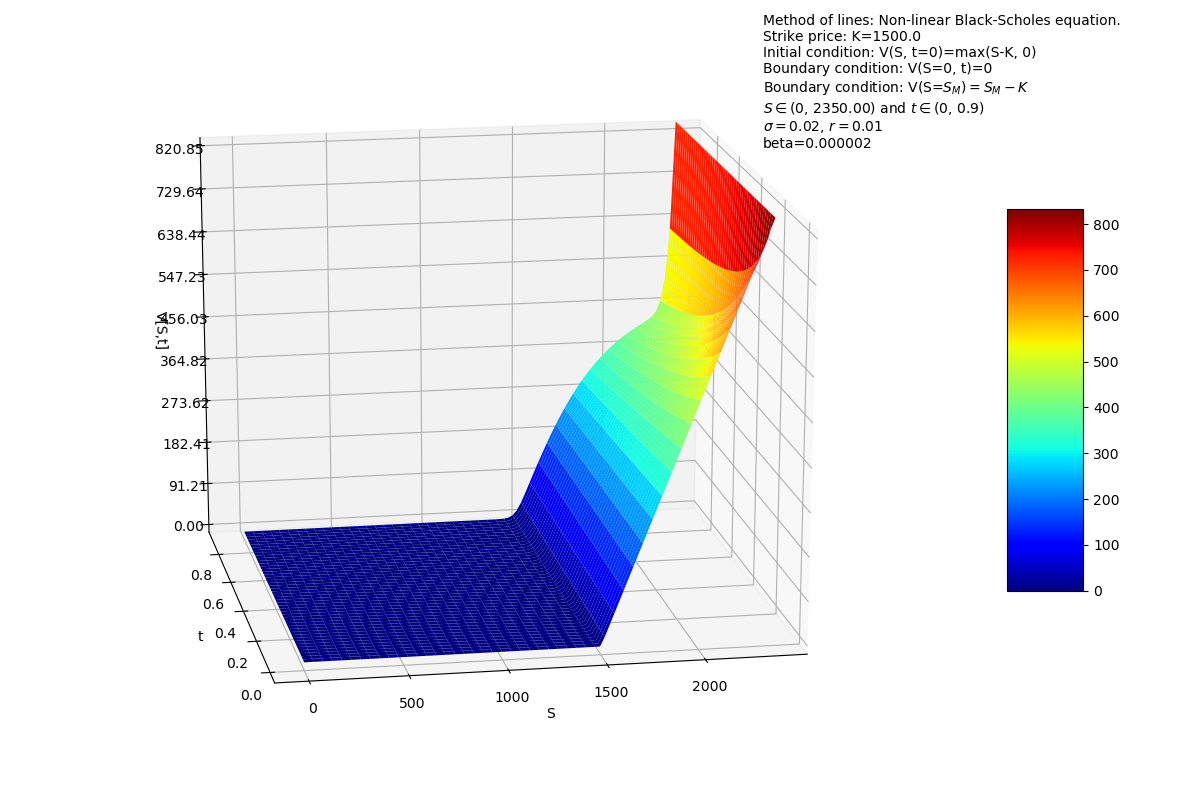 Method of lines: Non-linear Black-Scholes equation.
Strike price: K=1500.0
Initial condition: V(S, t=0)=max(S-K, 0)
Boundary condition: V(S=0, t)=0
Boundary condition: V(S=$S_M$) = $S_M − K$
S ∈ (0, 2350.00) and t ∈ (0, 0.9)
σ = 0.02, r = 0.01
beta=0.000002
820.85
729.64
638.44
547.23
456.03
364.82
273.62
182.41
91.21
0.00
V[s,t]
0.8
0.6
0.4
0.2
0.0
t
0
500
1000
1500
2000
S
800
700
600
500
400
300
200
100
0